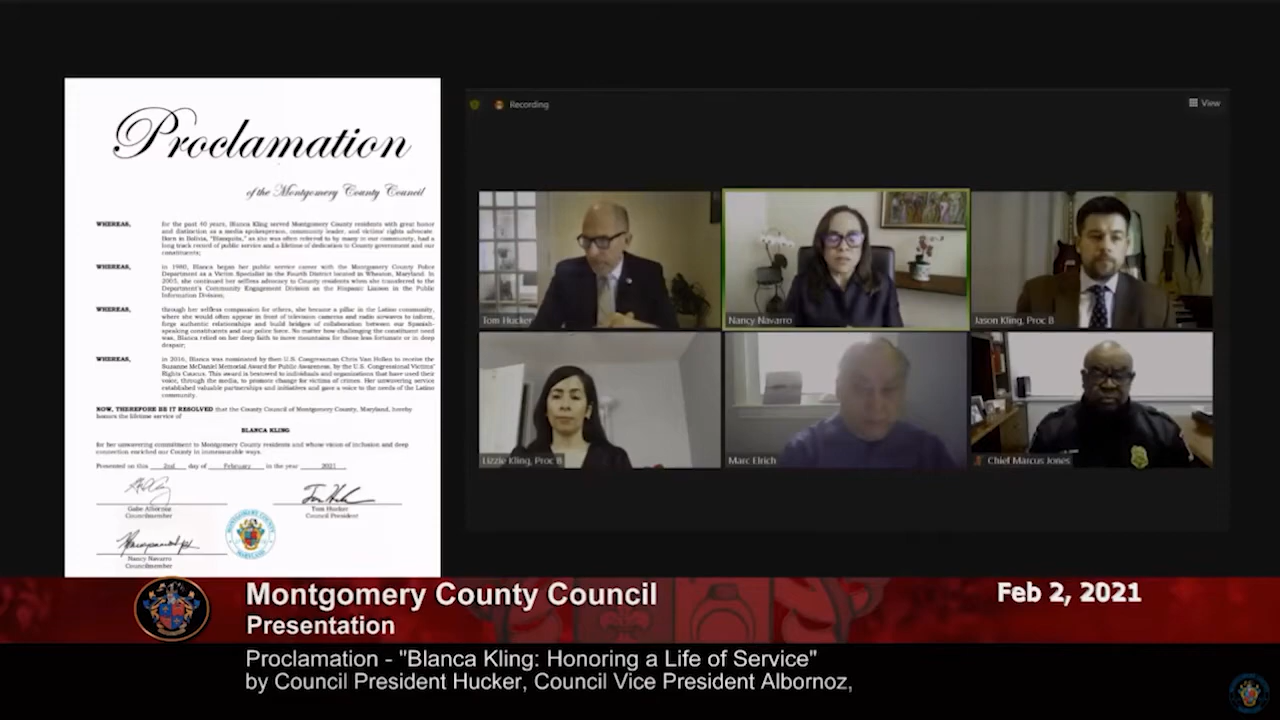 Proclamation
of the Montgomery County Council
WHEREAS, for the past 40 years, Blanca Kling served Montgomery County residents with great honor
and distinction as a media spokesperson, community leader, and victims' rights advocate.
Born in Bolivia, "Blanquita," as she was often referred to by many in our community, had a
long track record of public service and a lifetime of dedication to County government and our
constituents;
WHEREAS, in 1980, Blanca began her public service career with the Montgomery County Police
Department as a Victim Specialist in the Fourth District located in Wheaton, Maryland. In
2005, she continued her selfless advocacy to County residents when she transferred to the
Department's Community Engagement Division as the Hispanic Liaison in the Public
Information Division;
WHEREAS, through her selfless compassion for others, she became a pillar in the Latino community,
where she would often appear in front of television cameras and radio airwaves to inform,
forge authentic relationships and build bridges of collaboration between our Spanish-
speaking constituents and our police force. No matter how challenging the constituent need
was, Blanca relied on her deep faith to move mountains for those less fortunate or in deep
despair;
WHEREAS, in 2016, Blanca was nominated by then U.S. Congressman Chris Van Hollen to receive the
Suzanne McDaniel Memorial Award for Public Awareness, by the U.S. Congressional Victims'
Rights Caucus. This award is bestowed to individuals and organizations that have used their
voice, through the media, to promote change for victims of crimes. Her unwavering service
established valuable partnerships and initiatives and gave a voice to the needs of the Latino
community.
NOW, THEREFORE BE IT RESOLVED that the County Council of Montgomery County, Maryland, hereby
honors the lifetime service of
BLANCA KLING
for her unwavering commitment to Montgomery County residents and whose vision of inclusion and deep
connection enriched our County in immeasurable ways.
Presented on this 2nd day of February in the year 2021
Gabe Albornoz
Councilmember
Tom Hucker
Council President
Nancy Navarro
Councilmember
MONTGOMERY COUNTY
MARYLAND
Recording
View
Tom Hucker
Nancy Navarro
Jason Kling, Proc B
Lizzie Kling, Proc B
Marc Elrich
Chief Marcus Jones
Montgomery County Council
Feb 2, 2021
Presentation
Proclamation - "Blanca Kling: Honoring a Life of Service"
by Council President Hucker, Council Vice President Albornoz,